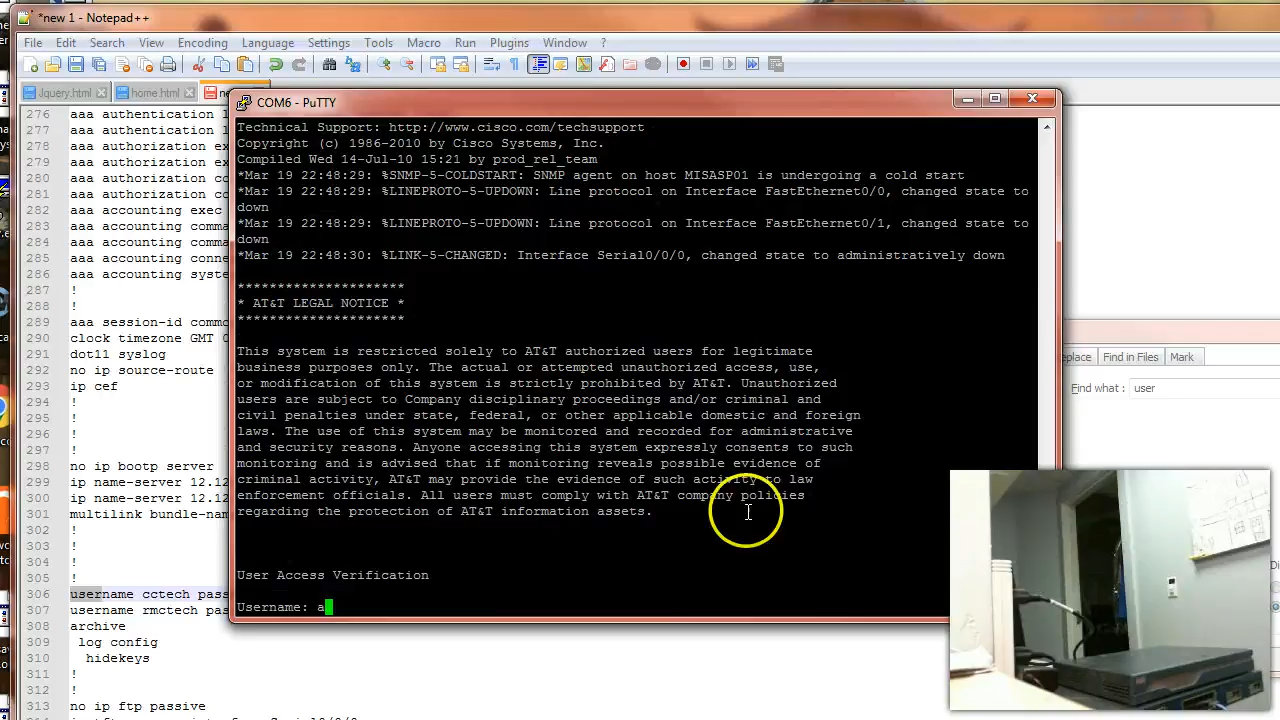 *new 1 - Notepad++
File Edit Search View Encoding Language Settings Tools Macro Run Plugins Window ?
Jquery.html home.html
COM6 - PuTTY
276 aaa authentication
277 aaa authentication
278 aaa authorization ex
279 aaa authorization ex
280 aaa authorization co
281 aaa authorization co
282 aaa accounting exec
283 aaa accounting comma
284 aaa accounting comma
285 aaa accounting conne
286 aaa accounting syste
287 !
288 !
289 aaa session-id commo
290 clock timezone GMT 0
291 dot11 syslog
292 no ip source-route
293 ip cef
294 !
295 !
296 !
297 !
298 no ip bootp server
299 ip name-server 12.12
300 ip name-server 12.12
301 multilink bundle-nam
302 !
303 !
304 !
305 !
306 username cctech pass
307 username rmctech pas
308 archive
309 log config
310 hidekeys
311 !
312 !
313 no ip ftp passive
Technical Support: http://www.cisco.com/techsupport
Copyright (c) 1986-2010 by Cisco Systems, Inc.
Compiled Wed 14-Jul-10 15:21 by prod_rel_team
*Mar 19 22:48:29: %SNMP-5-COLDSTART: SNMP agent on host MISASP01 is undergoing a cold start
*Mar 19 22:48:29: %LINEPROTO-5-UPDOWN: Line protocol on Interface FastEthernet0/0, changed state to
down
*Mar 19 22:48:29: %LINEPROTO-5-UPDOWN: Line protocol on Interface FastEthernet0/1, changed state to
down
*Mar 19 22:48:30: %LINK-5-CHANGED: Interface Serial0/0/0, changed state to administratively down
*********************
* AT&T LEGAL NOTICE *
*********************
This system is restricted solely to AT&T authorized users for legitimate
business purposes only. The actual or attempted unauthorized access, use,
or modification of this system is strictly prohibited by AT&T. Unauthorized
users are subject to Company disciplinary proceedings and/or criminal and
civil penalties under state, federal, or other applicable domestic and foreign
laws. The use of this system may be monitored and recorded for administrative
and security reasons. Anyone accessing this system expressly consents to such
monitoring and is advised that if monitoring reveals possible evidence of
criminal activity, AT&T may provide the evidence of such activity to law
enforcement officials. All users must comply with AT&T company policies
regarding the protection of AT&T information assets.
User Access Verification
Username: a
eplace Find in Files Mark
Find what: user